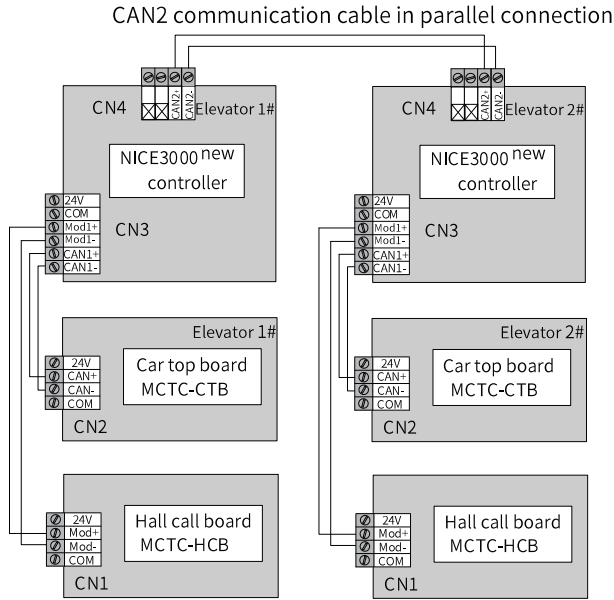 CAN2 communication cable in parallel connection
CN4
CAN2+
CAN2-
Elevator 1#
NICE3000 new
controller
24V
COM
Mod1+
Mod1-
CAN1+
CAN1-
CN3
Elevator 1#
24V
CAN+
CAN-
COM
Car top board
MCTC-CTB
CN2
24V
Mod+
Mod-
COM
Hall call board
MCTC-HCB
CN1
CN4
CAN2+
CAN2-
Elevator 2#
NICE3000 new
controller
24V
COM
Mod1+
Mod1-
CAN1+
CAN1-
CN3
Elevator 2#
24V
CAN+
CAN-
COM
Car top board
MCTC-CTB
CN2
24V
Mod+
Mod-
COM
Hall call board
MCTC-HCB
CN1